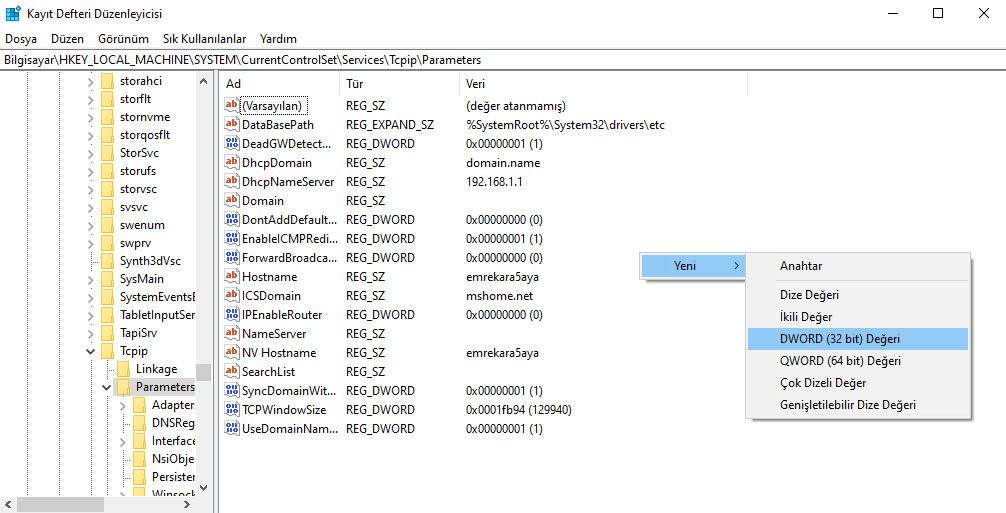 Kayıt Defteri Düzenleyicisi
Dosya Düzen Görünüm Sık Kullanılanlar Yardım
Bilgisayar\HKEY_LOCAL_MACHINE\SYSTEM\CurrentControlSet\Services\Tcpip\Parameters
storahci
storflt
stornvme
storqosflt
StorSvc
storufs
storvsc
svsvc
swenum
swprv
Synth3dVsc
SysMain
SystemEventsE
TabletInputSer
TapiSrv
Tcpip
Linkage
Parameters
Adapter
DNSReg
Interface
NsiObje
Persister
Winsock
Ad Tür Veri
(Varsayılan) REG_SZ (değer atanmamış)
DataBasePath REG_EXPAND_SZ %SystemRoot%\System32\drivers\etc
DeadGWDetect... REG_DWORD 0x00000001 (1)
DhcpDomain REG_SZ domain.name
DhcpNameServer REG_SZ 192.168.1.1
Domain REG_SZ
DontAddDefault... REG_DWORD 0x00000000 (0)
EnableICMPRedi... REG_DWORD 0x00000001 (1)
ForwardBroadca... REG_DWORD 0x00000000 (0)
Hostname REG_SZ emrekara5aya
ICSDomain REG_SZ mshome.net
IPEnableRouter REG_DWORD 0x00000000 (0)
NameServer REG_SZ
NV Hostname REG_SZ emrekara5aya
SearchList REG_SZ
SyncDomainWit... REG_DWORD 0x00000001 (1)
TCPWindowSize REG_DWORD 0x0001fb94 (129940)
UseDomainNam... REG_DWORD 0x00000001 (1)
Yeni
Anahtar
Dize Değeri
İkili Değer
DWORD (32 bit) Değeri
QWORD (64 bit) Değeri
Çok Dizeli Değer
Genişletilebilir Dize Değeri